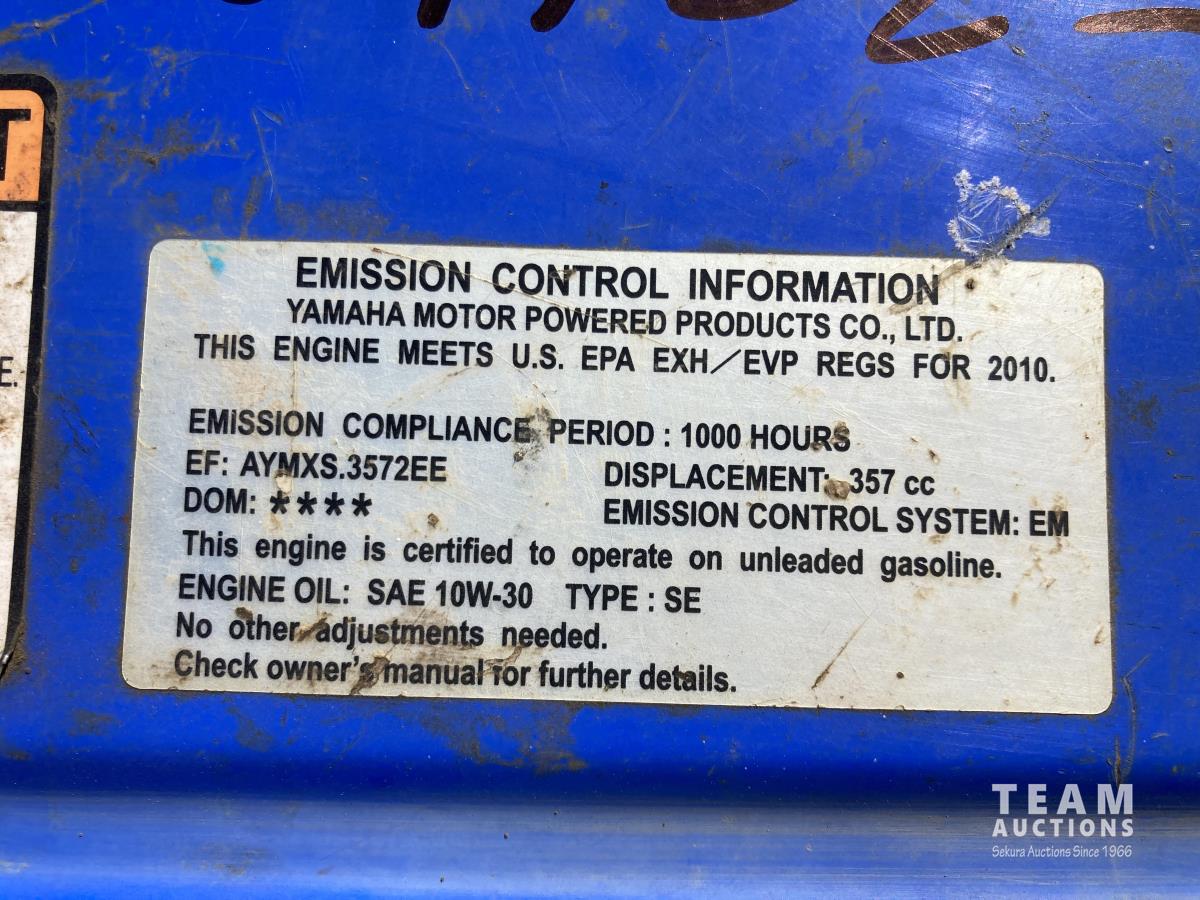 T
E.
EMISSION CONTROL INFORMATION
YAMAHA MOTOR POWERED PRODUCTS CO., LTD.
THIS ENGINE MEETS U.S. EPA EXH/EVP REGS FOR 2010.
EMISSION COMPLIANCE PERIOD : 1000 HOURS
EF: AYMXS.3572EE DISPLACEMENT: 357 cc
DOM: **** EMISSION CONTROL SYSTEM: EM
This engine is certified to operate on unleaded gasoline.
ENGINE OIL: SAE 10W-30 TYPE : SE
No other adjustments needed.
Check owner's manual for further details.
TEAM
AUCTIONS
Sekura Auctions Since 1966